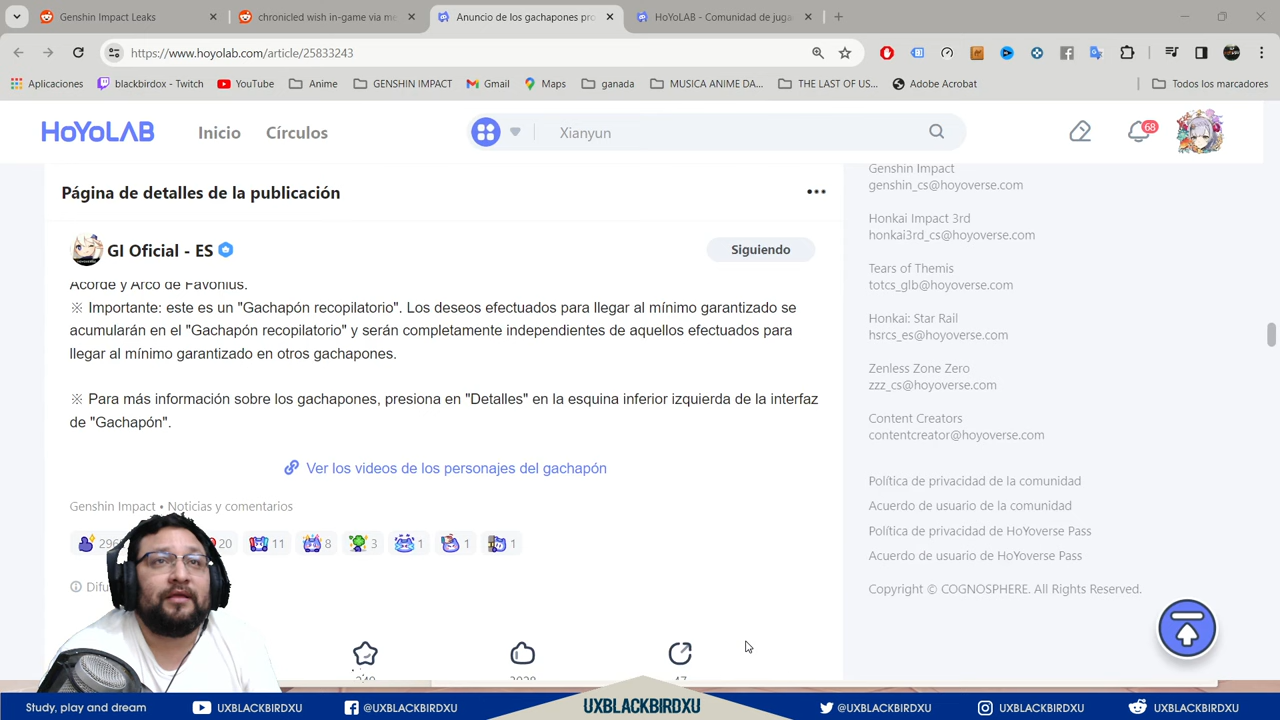 Genshin Impact Leaks
chronicled wish in-game via me
Anuncio de los gachapones pro
HoYoLAB - Comunidad de juga
https://www.hoyolab.com/article/25833243
Aplicaciones
blackbirdox - Twitch
YouTube
Anime
GENSHIN IMPACT
Gmail
Maps
ganada
MUSICA ANIME DA...
THE LAST OF US...
Adobe Acrobat
Todos los marcadores
HoYoLAB
Inicio
Círculos
Xianyun
68
Página de detalles de la publicación
GI Oficial - ES
Siguiendo
Acorde y Arco de Favonius.
※ Importante: este es un "Gachapón recopilatorio". Los deseos efectuados para llegar al mínimo garantizado se
acumularán en el "Gachapón recopilatorio" y serán completamente independientes de aquellos efectuados para
llegar al mínimo garantizado en otros gachapones.
※ Para más información sobre los gachapones, presiona en "Detalles" en la esquina inferior izquierda de la interfaz
de "Gachapón".
Ver los videos de los personajes del gachapón
Genshin Impact • Noticias y comentarios
20 11 8 3 1 1 1
Genshin Impact
genshin_cs@hoyoverse.com
Honkai Impact 3rd
honkai3rd_cs@hoyoverse.com
Tears of Themis
totcs_glb@hoyoverse.com
Honkai: Star Rail
hsrcs_es@hoyoverse.com
Zenless Zone Zero
zzz_cs@hoyoverse.com
Content Creators
contentcreator@hoyoverse.com
Política de privacidad de la comunidad
Acuerdo de usuario de la comunidad
Política de privacidad de HoYoverse Pass
Acuerdo de usuario de HoYoverse Pass
Copyright © COGNOSPHERE. All Rights Reserved.
Study, play and dream
UXBLACKBIRDXU
@UXBLACKBIRDXU
UXBLACKBIRDXU
@UXBLACKBIRDXU
UXBLACKBIRDXU
UXBLACKBIRDXU